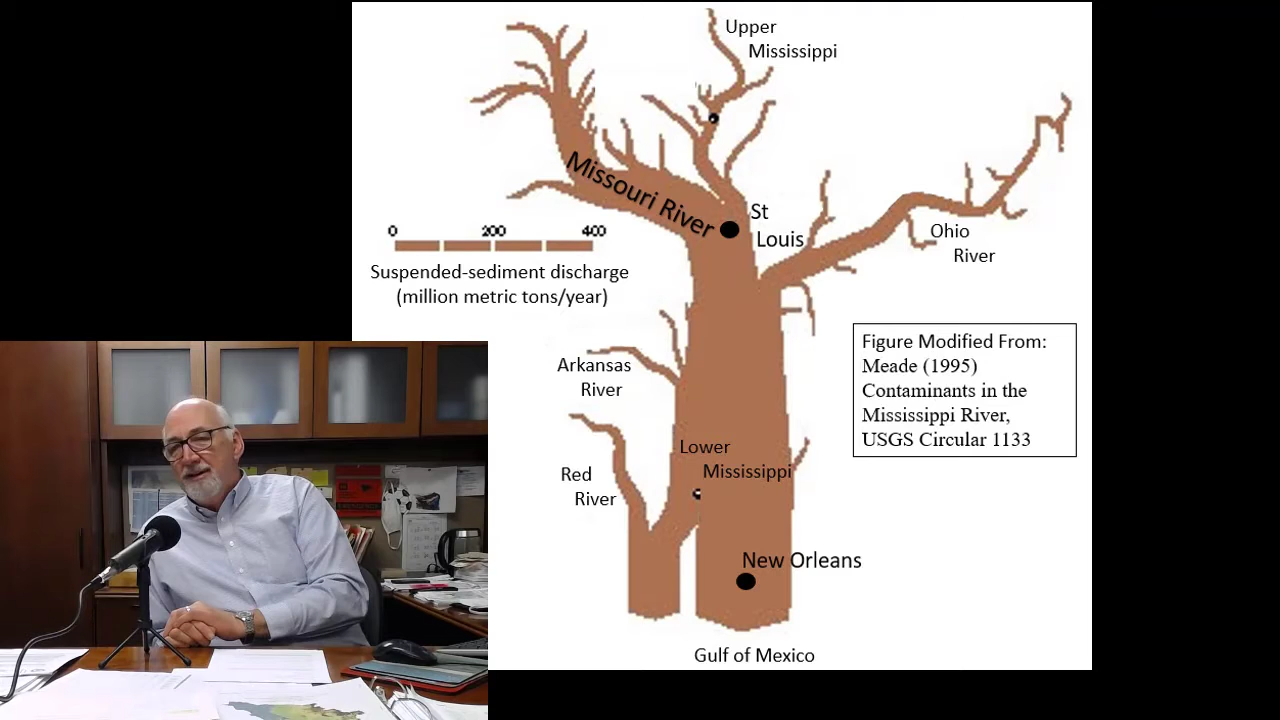 Upper
Mississippi
Missouri River
St
Louis
0 200 400
Suspended-sediment discharge
(million metric tons/year)
Ohio
River
Figure Modified From:
Meade (1995)
Contaminants in the
Mississippi River,
USGS Circular 1133
Arkansas
River
Lower
Mississippi
Red
River
New Orleans
Gulf of Mexico